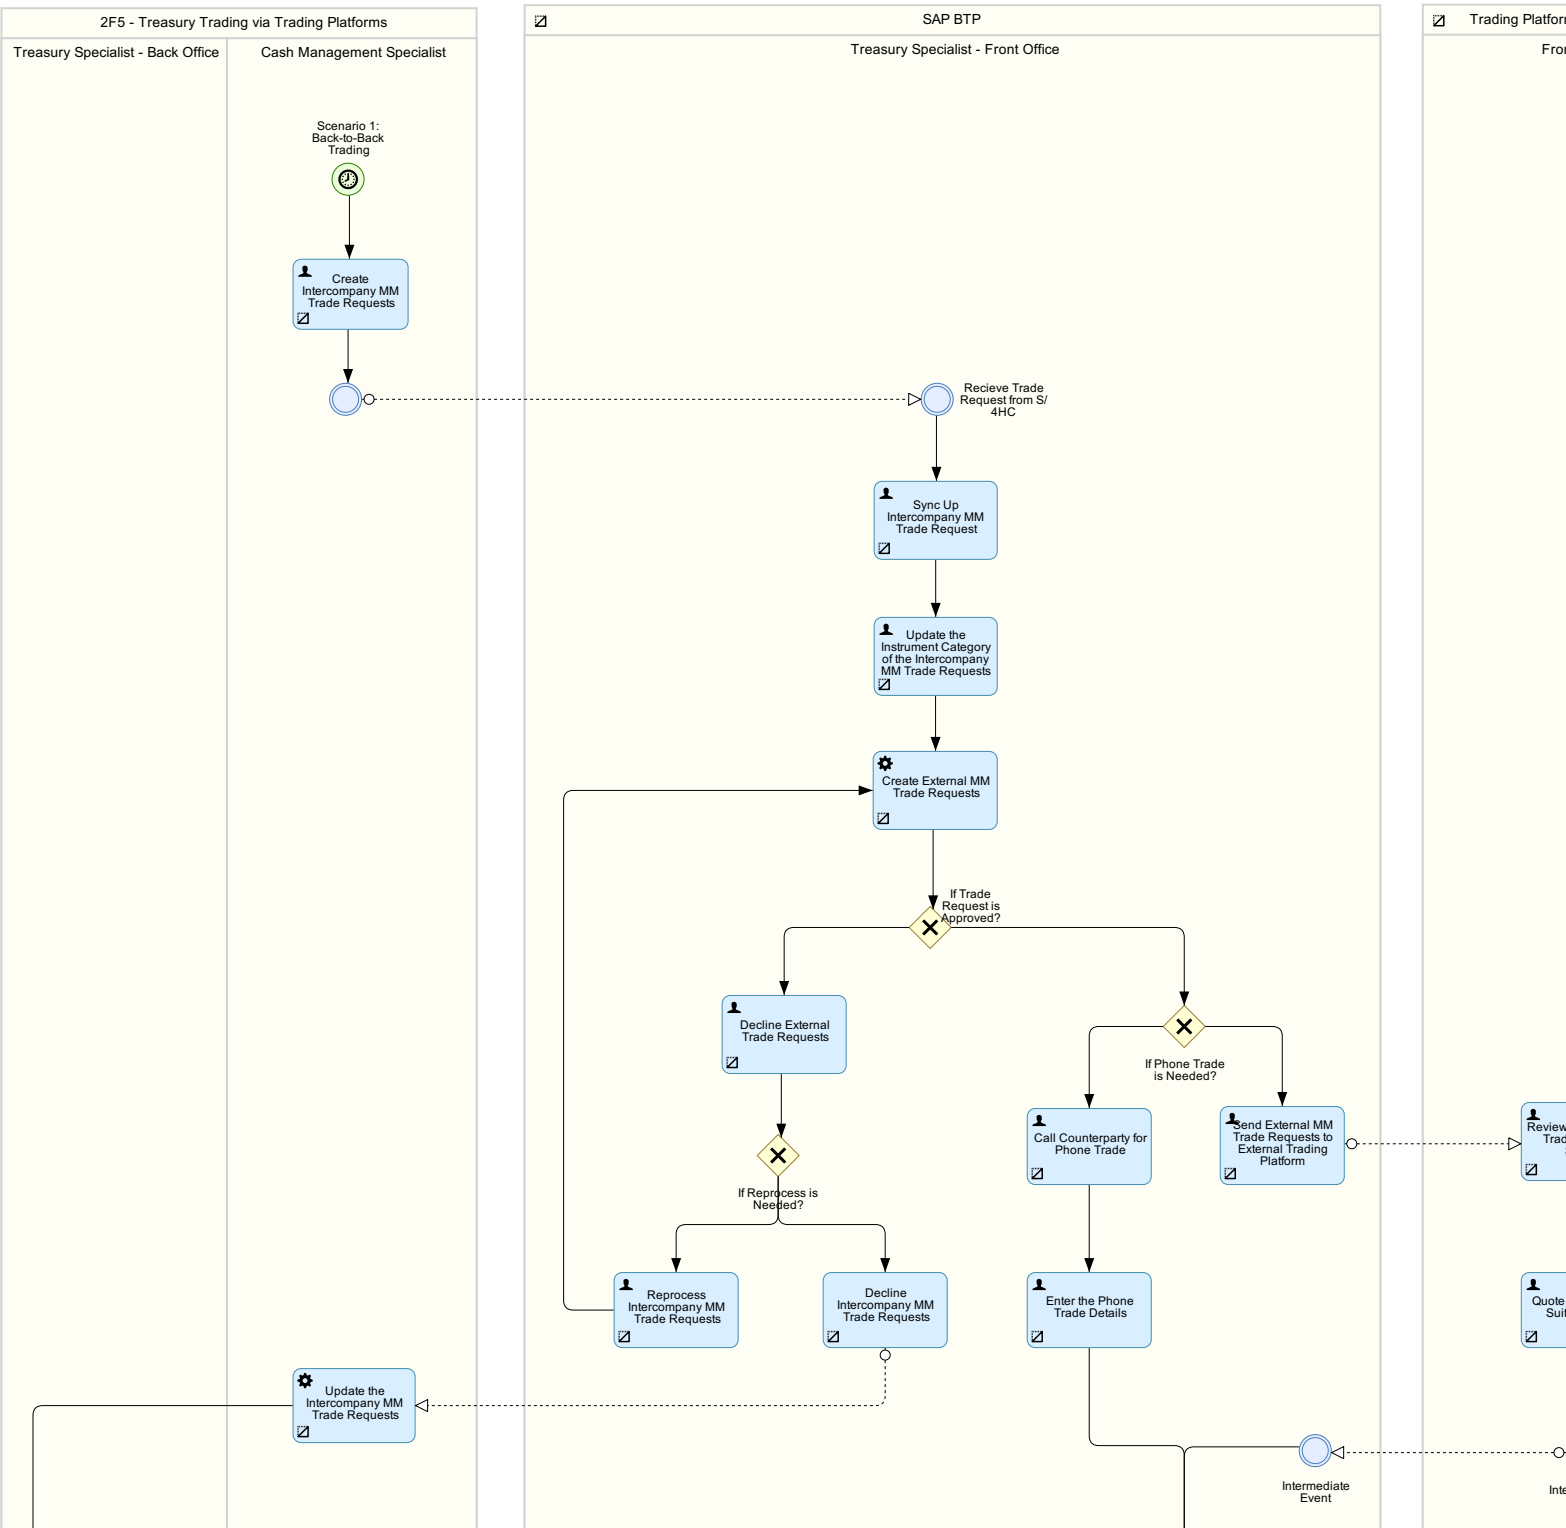 2F5 - Treasury Trading via Trading Platforms
SAP BTP
Trading Platfor
Treasury Specialist - Back Office
Cash Management Specialist
Treasury Specialist - Front Office
Fro
Scenario 1:
Back-to-Back
Trading
Create
Intercompany MM
Trade Requests
Recieve Trade
Request from S/
4HC
Sync Up
Intercompany MM
Trade Request
Update the
Instrument Category
of the Intercompany
MM Trade Requests
Create External MM
Trade Requests
If Trade
Request is
Approved?
Decline External
Trade Requests
If Phone Trade
is Needed?
Call Counterparty for
Phone Trade
Send External MM
Trade Requests to
External Trading
Platform
Review
Trad
If Reprocess is
Needed?
Reprocess
Intercompany MM
Trade Requests
Decline
Intercompany MM
Trade Requests
Enter the Phone
Trade Details
Quote
Suit
Update the
Intercompany MM
Trade Requests
Intermediate
Event
Inte